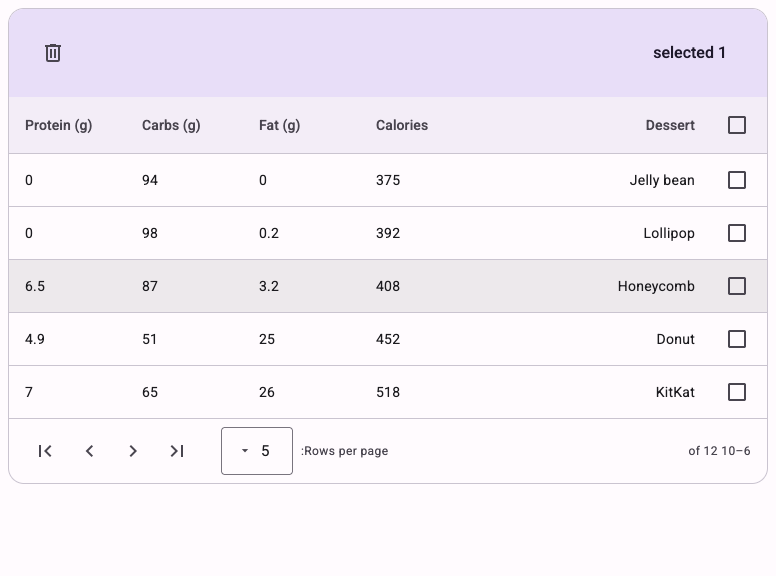 selected 1
Protein (g) Carbs (g) Fat (g) Calories Dessert
0 94 0 375 Jelly bean
0 98 0.2 392 Lollipop
6.5 87 3.2 408 Honeycomb
4.9 51 25 452 Donut
7 65 26 518 KitKat
5 :Rows per page of 12 10–6